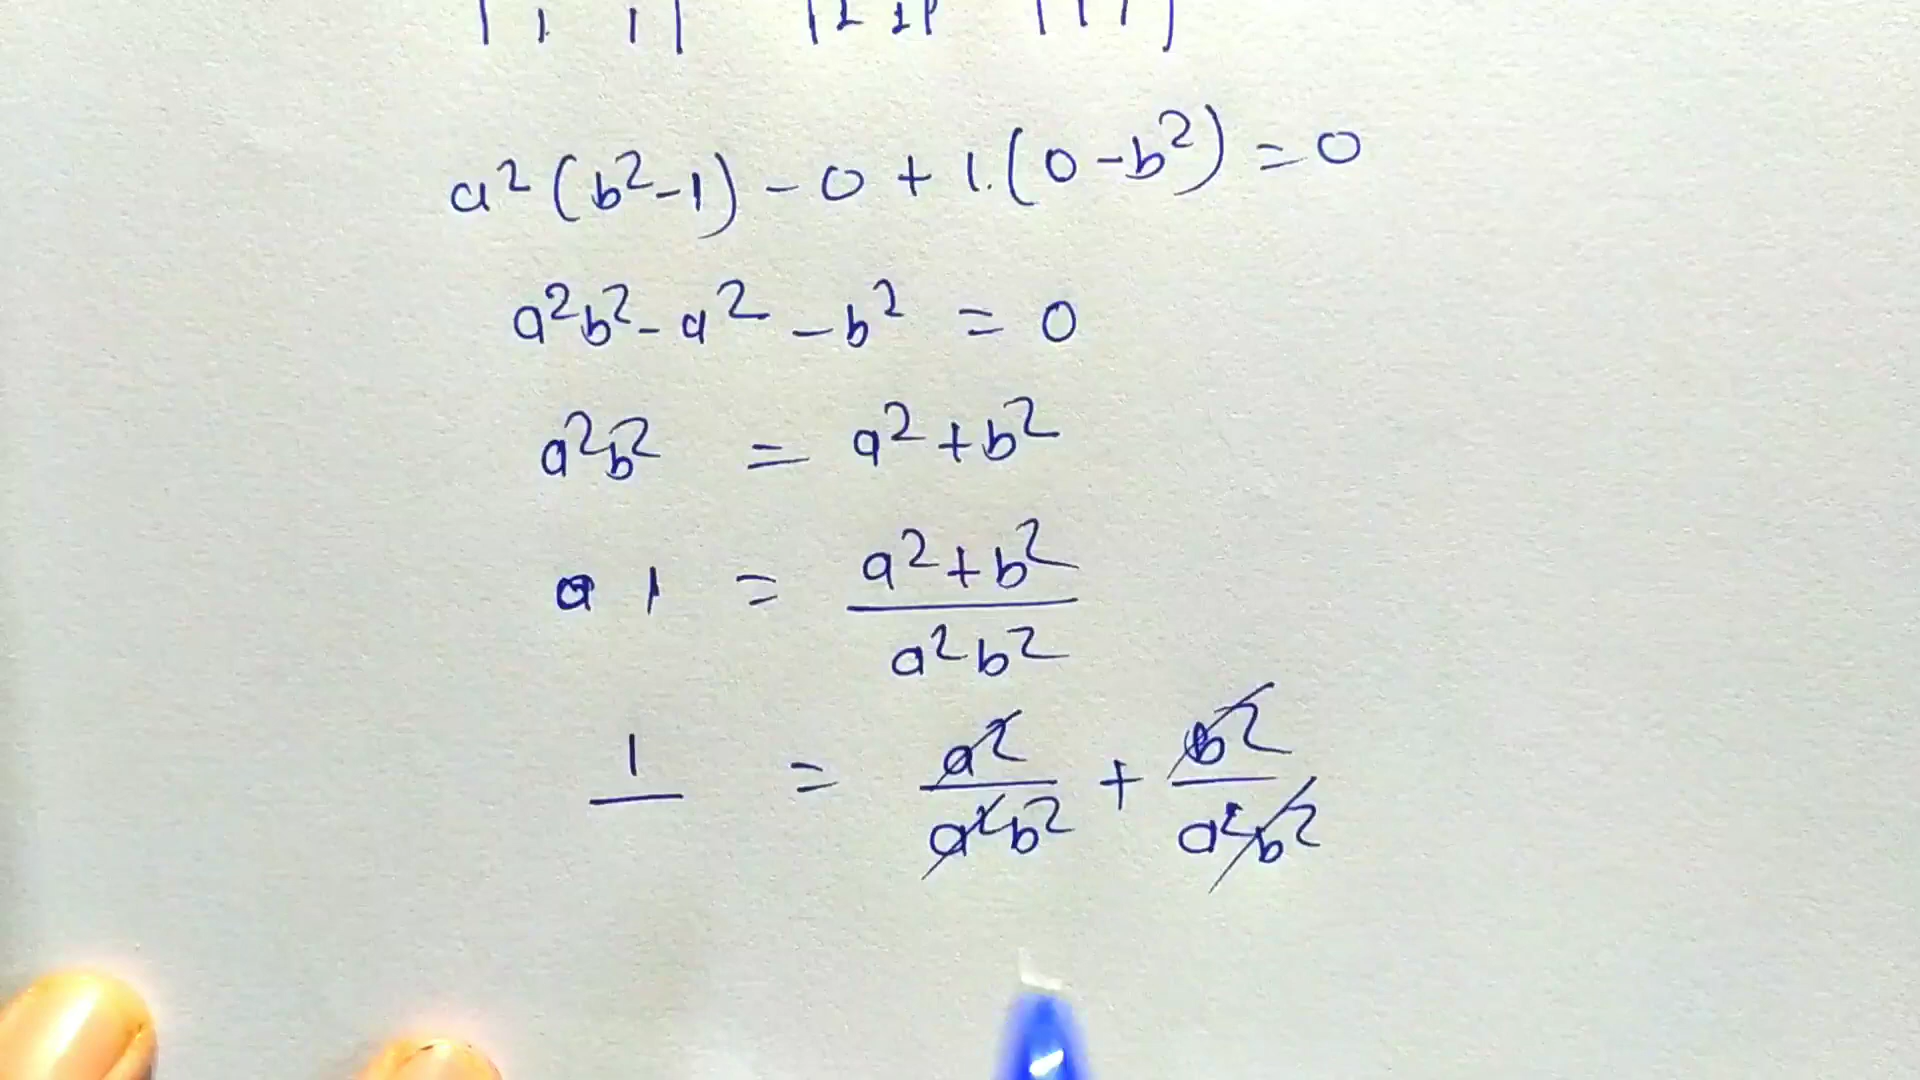 a²(b²-1) - 0 + 1.(0-b²) = 0
a²b² - a² - b² = 0
a²b² = a²+b²
a 1 = a²+b² / a²b²
1 = a² / a²b² + b² / a²b²